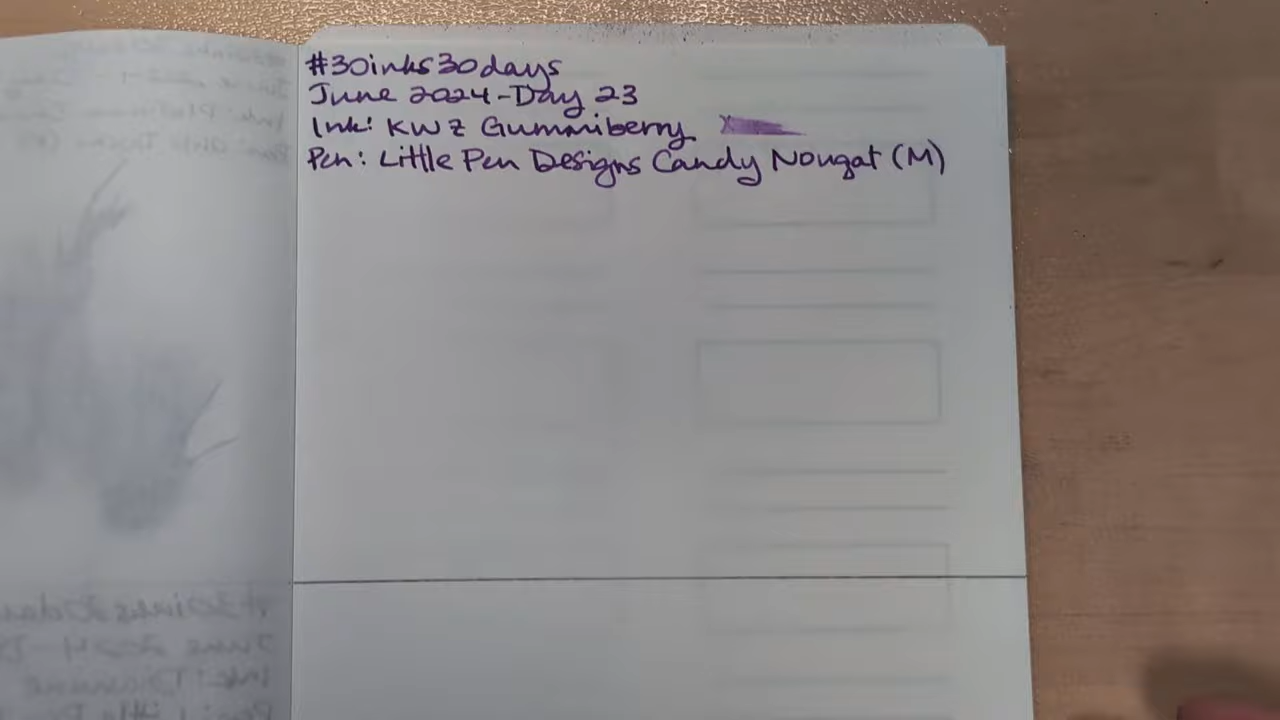 #30inks30days
June 2024-Day 23
Ink: KWZ Gummiberry
Pen: Little Pen Designs Candy Nougat (M)